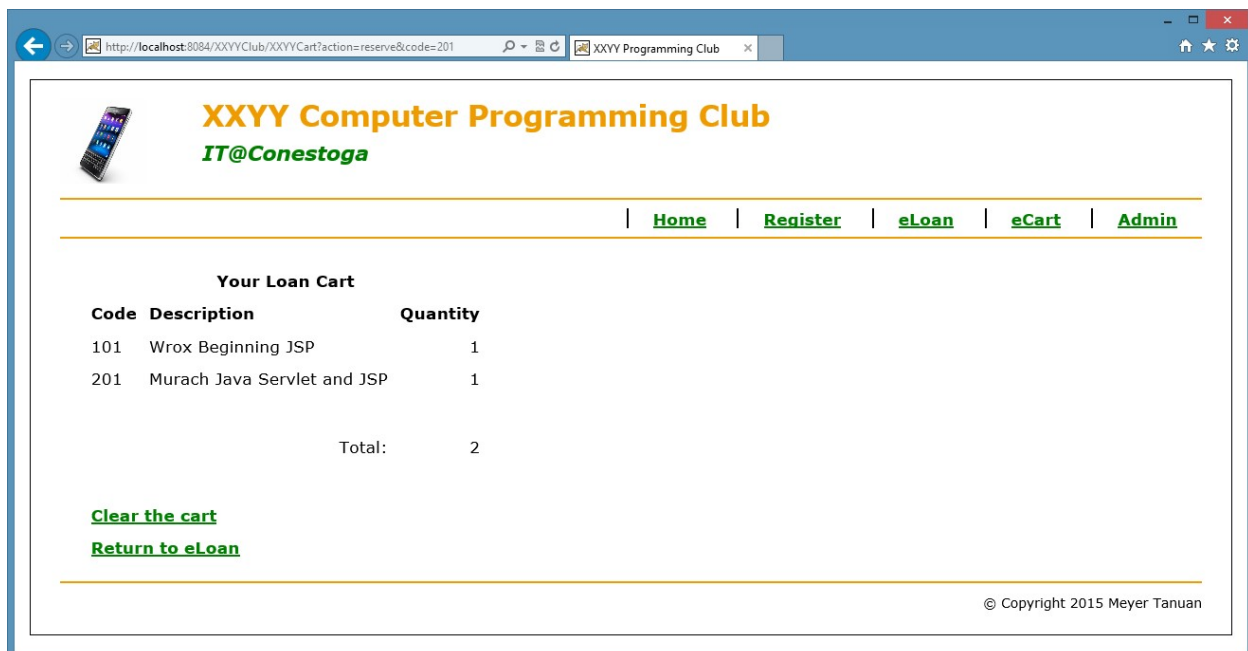 http://localhost:8084/XXYYClub/XXYYCart?action=reserve&code=201
XXYY Programming Club
XXYY Computer Programming Club
IT@Conestoga
Home Register eLoan eCart Admin
Your Loan Cart
Code Description Quantity
101 Wrox Beginning JSP 1
201 Murach Java Servlet and JSP 1
Total: 2
Clear the cart
Return to eLoan
© Copyright 2015 Meyer Tanuan